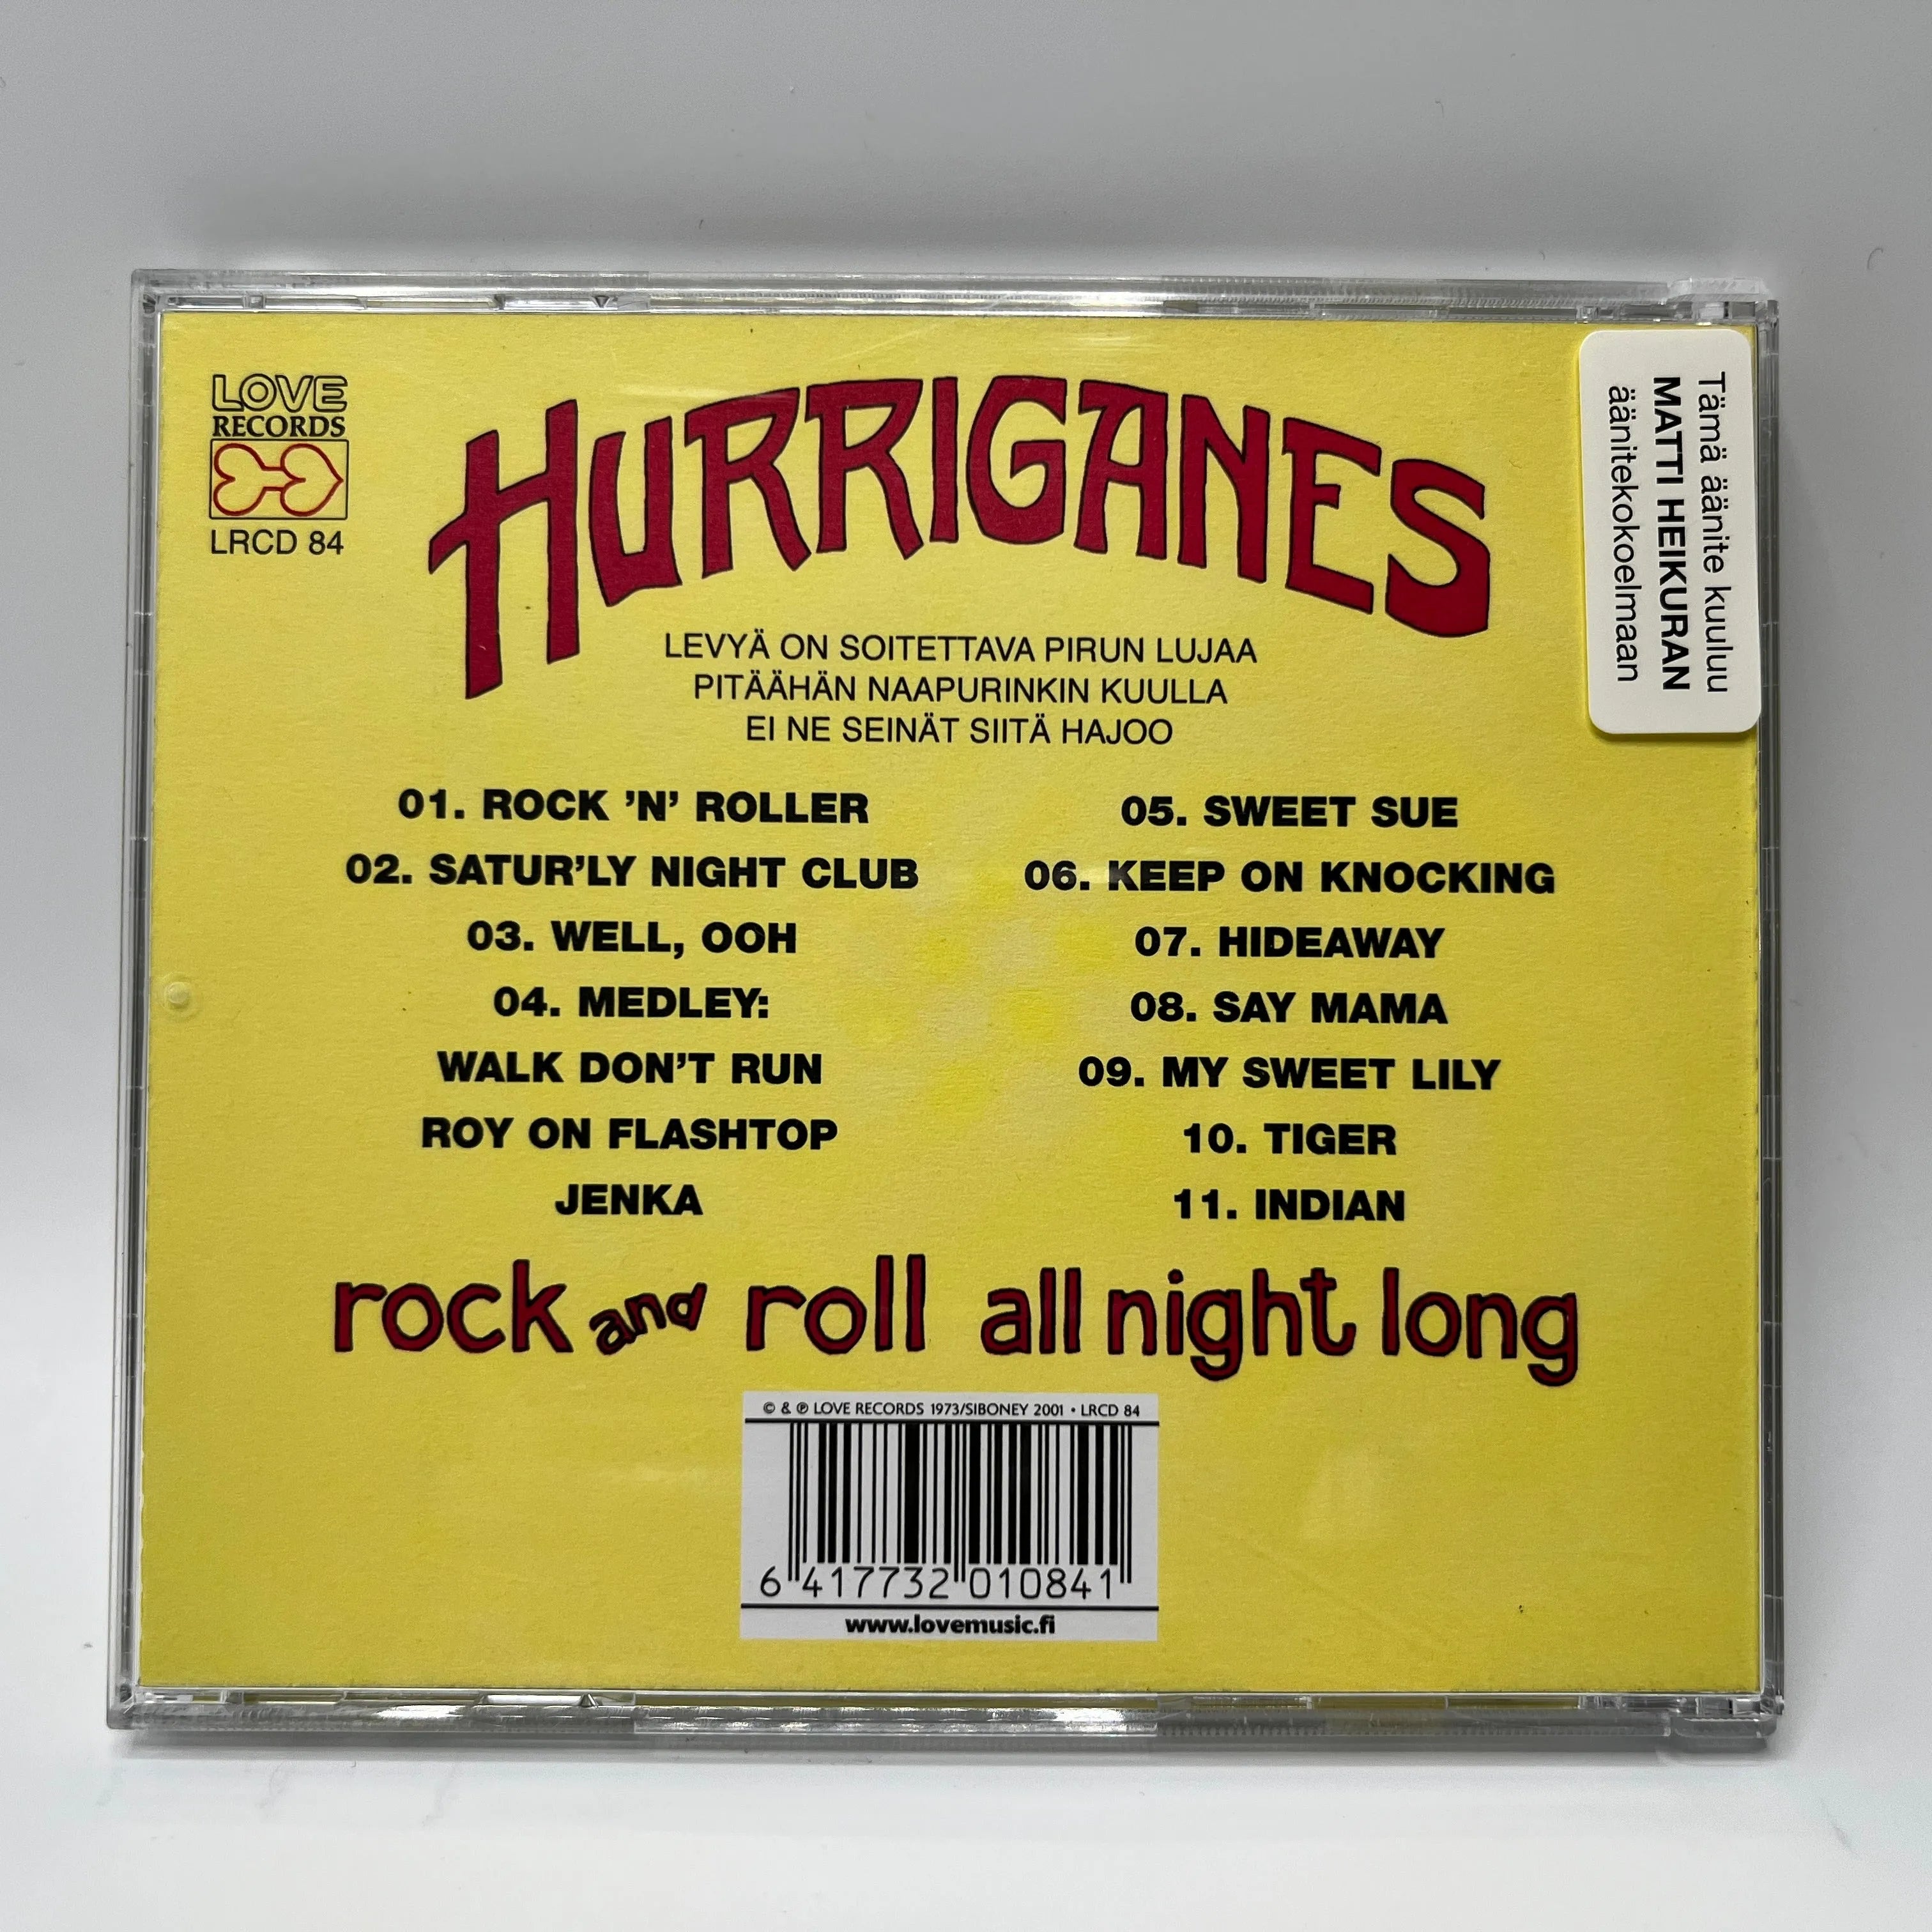 LOVE
RECORDS
LRCD 84
HURRIGANES
LEVYÄ ON SOITETTAVA PIRUN LUJAA
PITÄÄHÄN NAAPURINKIN KUULLA
EI NE SEINÄT SIITÄ HAJOO
Tämä äänite kuuluu
MATTI HEIKURAN
äänitekokoelmaan
01. ROCK ’N’ ROLLER
02. SATUR’LY NIGHT CLUB
03. WELL, OOH
04. MEDLEY:
WALK DON’T RUN
ROY ON FLASHTOP
JENKA
05. SWEET SUE
06. KEEP ON KNOCKING
07. HIDEAWAY
08. SAY MAMA
09. MY SWEET LILY
10. TIGER
11. INDIAN
rock and roll all night long
© & ℗ LOVE RECORDS 1973/SIBONEY 2001 • LRCD 84
6 417732 010841
www.lovemusic.fi